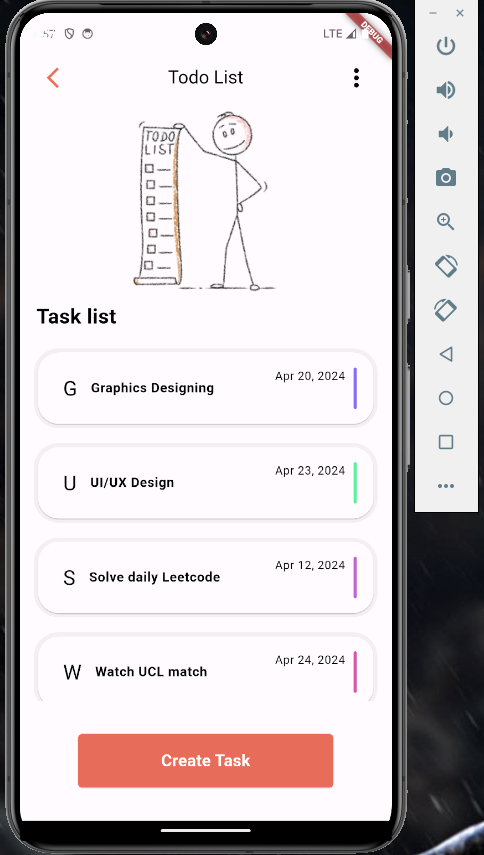 57
LTE
DEBUG
Todo List
TODO
LIST
Task list
G Graphics Designing Apr 20, 2024
U UI/UX Design Apr 23, 2024
S Solve daily Leetcode Apr 12, 2024
W Watch UCL match Apr 24, 2024
Create Task